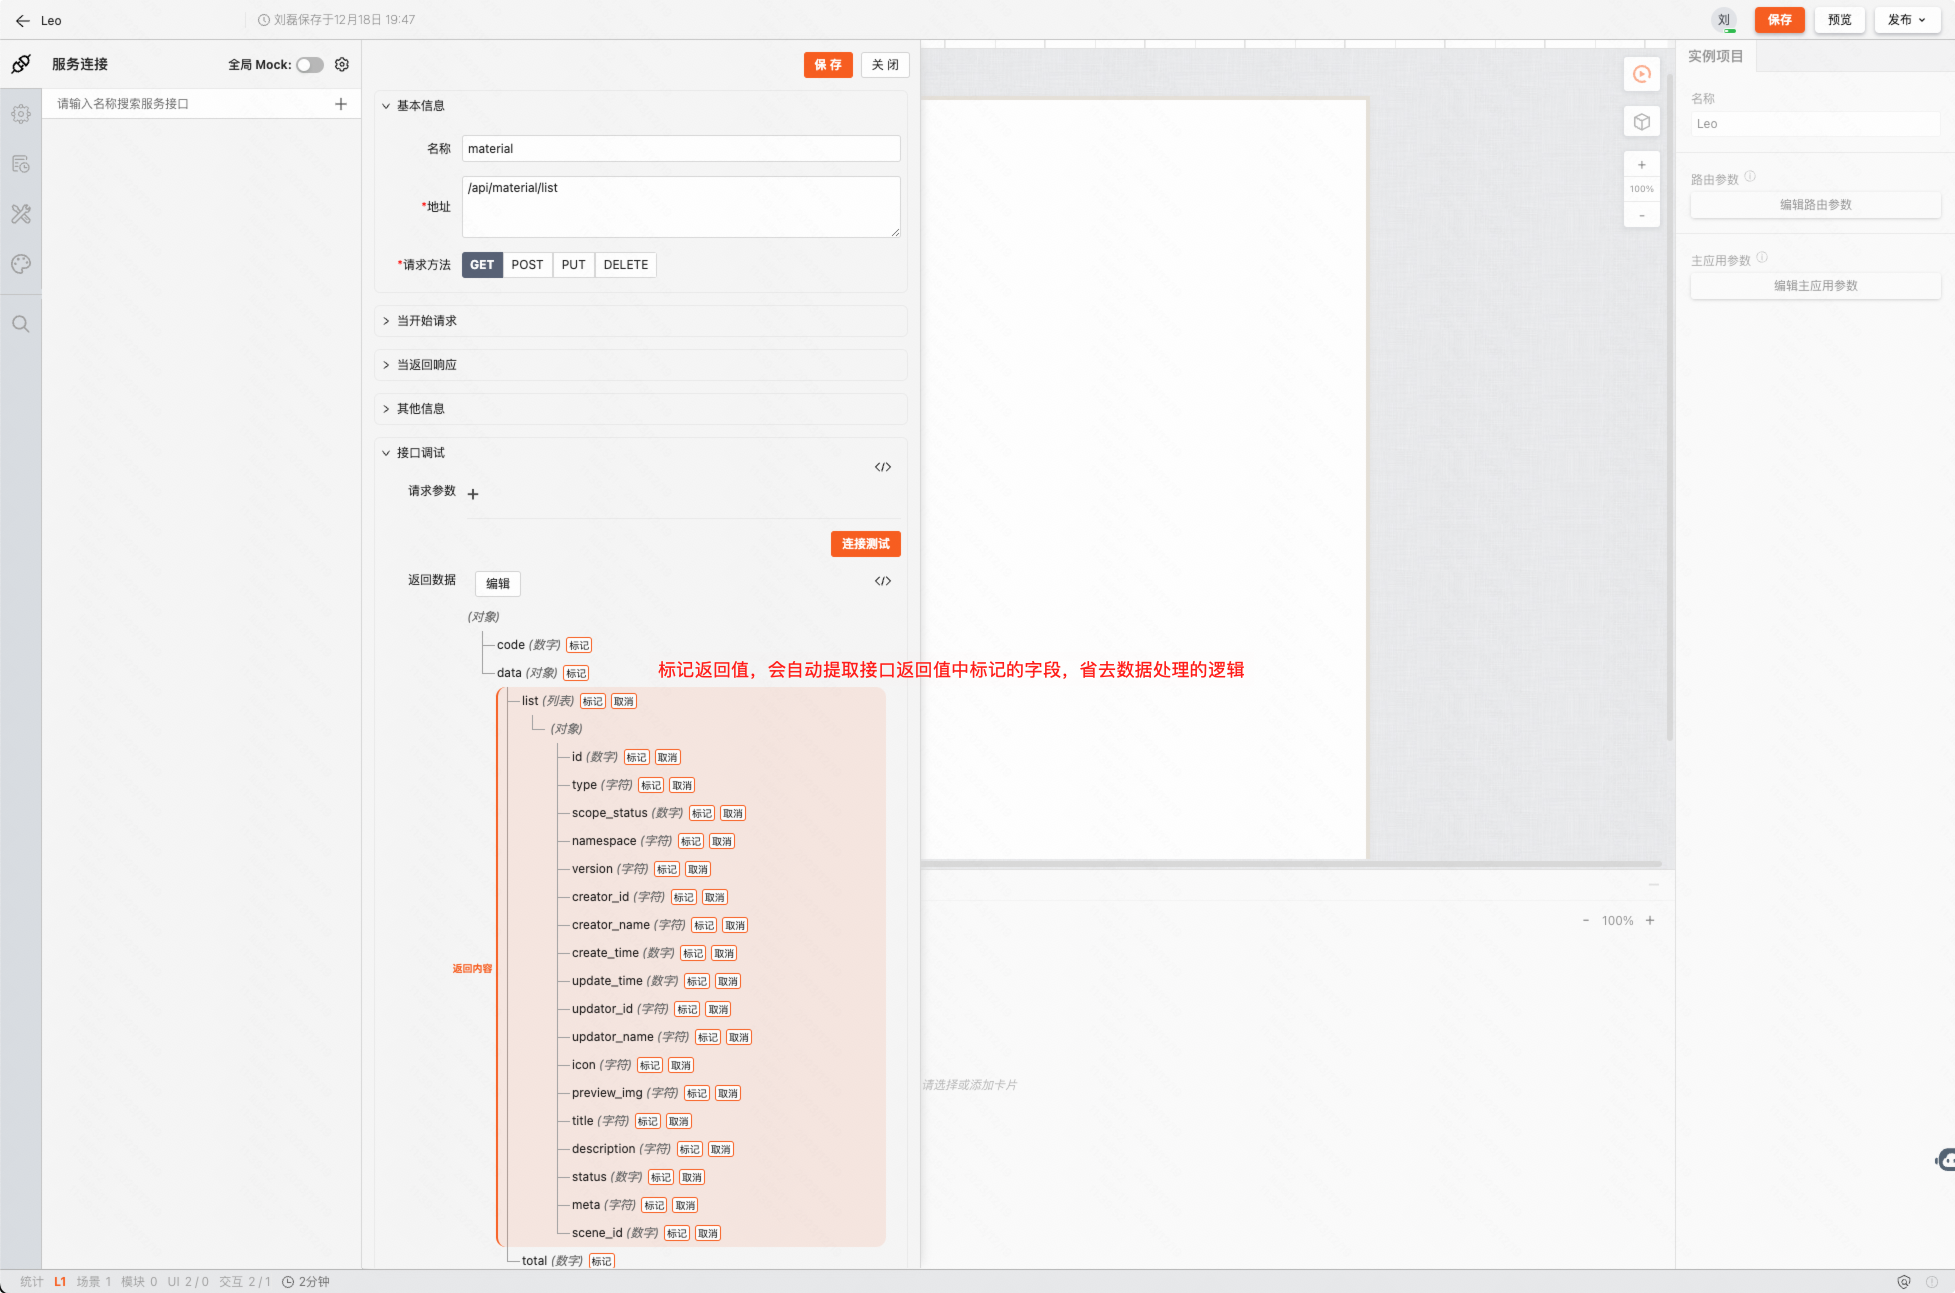 Leo
刘磊保存于12月18日 19:47
刘
保存
预览
发布
服务连接
全局 Mock:
请输入名称搜索服务接口
保 存
关 闭
基本信息
名称
material
*地址
/api/material/list
*请求方法
GET
POST
PUT
DELETE
当开始请求
当返回响应
其他信息
接口调试
</>
请求参数
连接测试
返回数据
编辑
</>
(对象)
code (数字) 标记
data (对象) 标记
标记返回值，会自动提取接口返回值中标记的字段，省去数据处理的逻辑
list (列表) 标记 取消
(对象)
id (数字) 标记 取消
type (字符) 标记 取消
scope_status (数字) 标记 取消
namespace (字符) 标记 取消
version (字符) 标记 取消
creator_id (字符) 标记 取消
creator_name (字符) 标记 取消
create_time (数字) 标记 取消
返回内容
update_time (数字) 标记 取消
updator_id (字符) 标记 取消
updator_name (字符) 标记 取消
icon (字符) 标记 取消
preview_img (字符) 标记 取消
title (字符) 标记 取消
description (字符) 标记 取消
status (数字) 标记 取消
meta (字符) 标记 取消
scene_id (数字) 标记 取消
total (数字) 标记
+
100%
-
- 100% +
请选择或添加卡片
实例项目
名称
Leo
路由参数
编辑路由参数
主应用参数
编辑主应用参数
统计 L1 场景 1 模块 0 UI 2 / 0 交互 2 / 1 2分钟